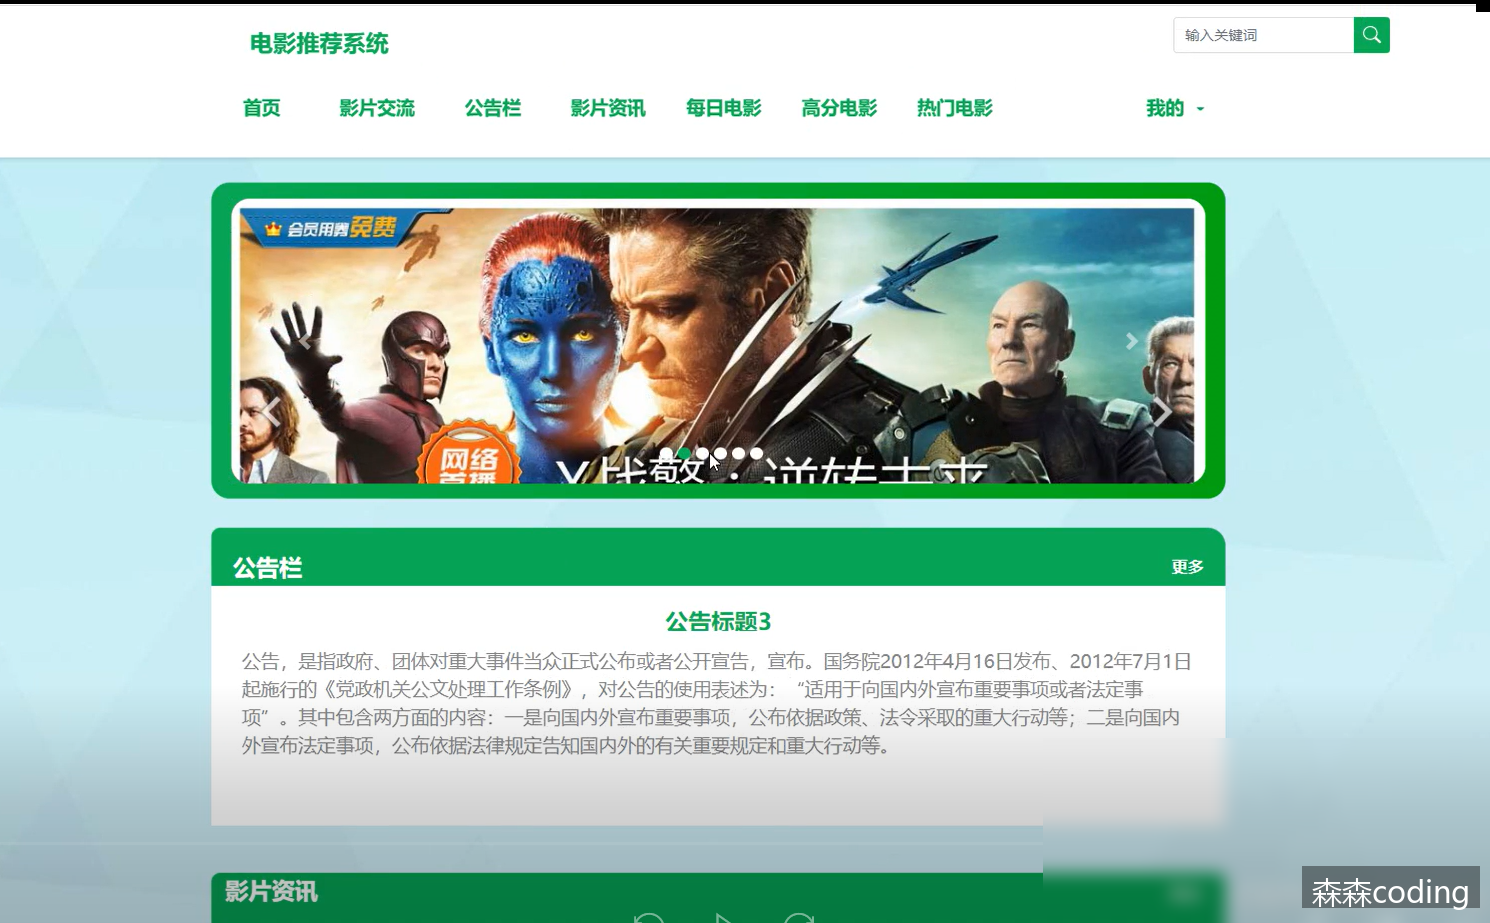 电影推荐系统
输入关键词
首页 影片交流 公告栏 影片资讯 每日电影 高分电影 热门电影 我的
会员用券免费
网络
首播
X战警：逆转未来
公告栏 更多
公告标题3
公告，是指政府、团体对重大事件当众正式公布或者公开宣告，宣布。国务院2012年4月16日发布、2012年7月1日
起施行的《党政机关公文处理工作条例》，对公告的使用表述为：“适用于向国内外宣布重要事项或者法定事
项”。其中包含两方面的内容：一是向国内外宣布重要事项，公布依据政策、法令采取的重大行动等；二是向国内
外宣布法定事项，公布依据法律规定告知国内外的有关重要规定和重大行动等。
影片资讯
森森coding